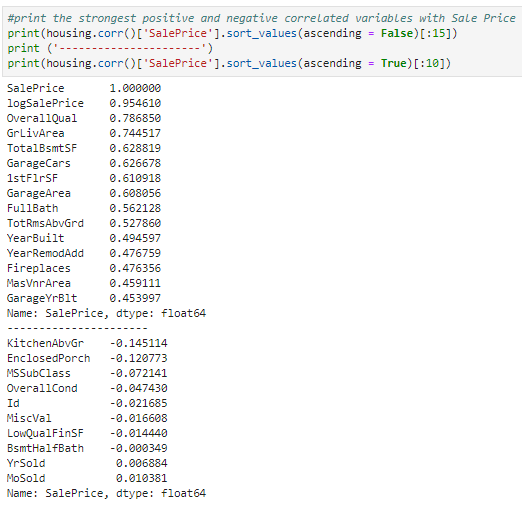 #print the strongest positive and negative correlated variables with Sale Price
print(housing.corr()['SalePrice'].sort_values(ascending = False)[:15])
print ('----------------------')
print(housing.corr()['SalePrice'].sort_values(ascending = True)[:10])
SalePrice 1.000000
logSalePrice 0.954610
OverallQual 0.786850
GrLivArea 0.744517
TotalBsmtSF 0.628819
GarageCars 0.626678
1stFlrSF 0.610918
GarageArea 0.608056
FullBath 0.562128
TotRmsAbvGrd 0.527860
YearBuilt 0.494597
YearRemodAdd 0.476759
Fireplaces 0.476356
MasVnrArea 0.459111
GarageYrBlt 0.453997
Name: SalePrice, dtype: float64
----------------------
KitchenAbvGr -0.145114
EnclosedPorch -0.120773
MSSubClass -0.072141
OverallCond -0.047430
Id -0.021685
MiscVal -0.016608
LowQualFinSF -0.014440
BsmtHalfBath -0.000349
YrSold 0.006884
MoSold 0.010381
Name: SalePrice, dtype: float64